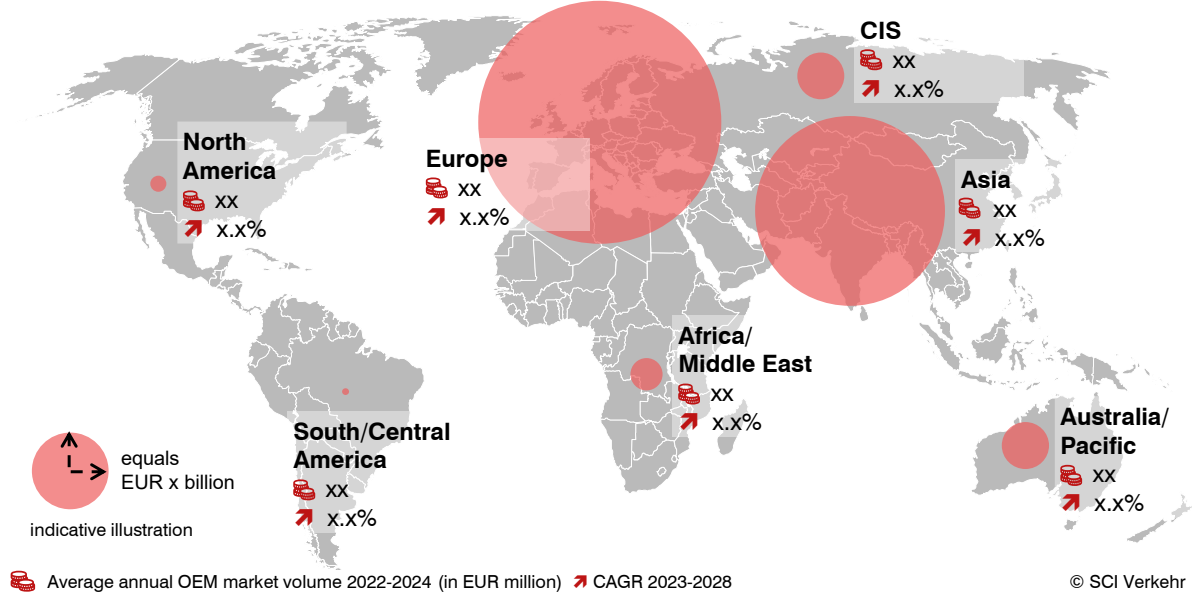 CIS
xx
x.x%
North
America
xx
x.x%
Europe
xx
x.x%
Asia
xx
x.x%
Africa/
Middle East
xx
x.x%
Australia/
Pacific
xx
x.x%
South/Central
America
xx
x.x%
equals
EUR x billion
indicative illustration
Average annual OEM market volume 2022-2024 (in EUR million) CAGR 2023-2028
© SCI Verkehr